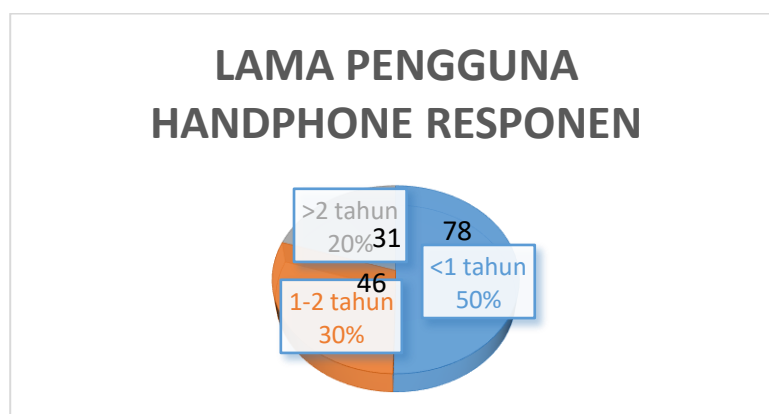 LAMA PENGGUNA
HANDPHONE RESPONEN
>2 tahun
20%
31
78
<1 tahun
50%
46
1-2 tahun
30%